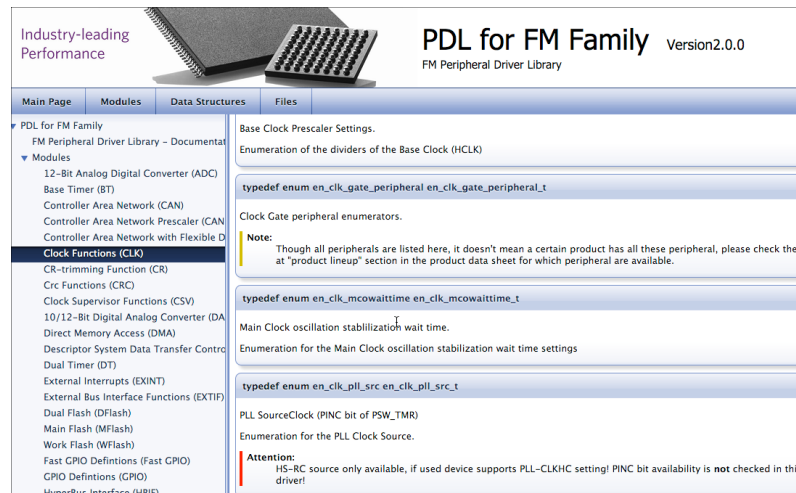 Industry-leading
Performance
PDL for FM Family Version2.0.0
FM Peripheral Driver Library
Main Page Modules Data Structures Files
PDL for FM Family
FM Peripheral Driver Library – Documentat
Modules
12-Bit Analog Digital Converter (ADC)
Base Timer (BT)
Controller Area Network (CAN)
Controller Area Network Prescaler (CAN
Controller Area Network with Flexible D
Clock Functions (CLK)
CR-trimming Function (CR)
Crc Functions (CRC)
Clock Supervisor Functions (CSV)
10/12-Bit Digital Analog Converter (DA
Direct Memory Access (DMA)
Descriptor System Data Transfer Contro
Dual Timer (DT)
External Interrupts (EXINT)
External Bus Interface Functions (EXTIF)
Dual Flash (DFlash)
Main Flash (MFlash)
Work Flash (WFlash)
Fast GPIO Defintions (Fast GPIO)
GPIO Defintions (GPIO)
HyperBus Interface (HBIF)
Base Clock Prescaler Settings.
Enumeration of the dividers of the Base Clock (HCLK)
typedef enum en_clk_gate_peripheral en_clk_gate_peripheral_t
Clock Gate peripheral enumerators.
Note:
Though all peripherals are listed here, it doesn't mean a certain product has all these peripheral, please check the
at "product lineup" section in the product data sheet for which peripheral are available.
typedef enum en_clk_mcowaittime en_clk_mcowaittime_t
Main Clock oscillation stablilization wait time.
Enumeration for the Main Clock oscillation stabilization wait time settings
typedef enum en_clk_pll_src en_clk_pll_src_t
PLL SourceClock (PINC bit of PSW_TMR)
Enumeration for the PLL Clock Source.
Attention:
HS-RC source only available, if used device supports PLL-CLKHC setting! PINC bit availability is not checked in thi
driver!